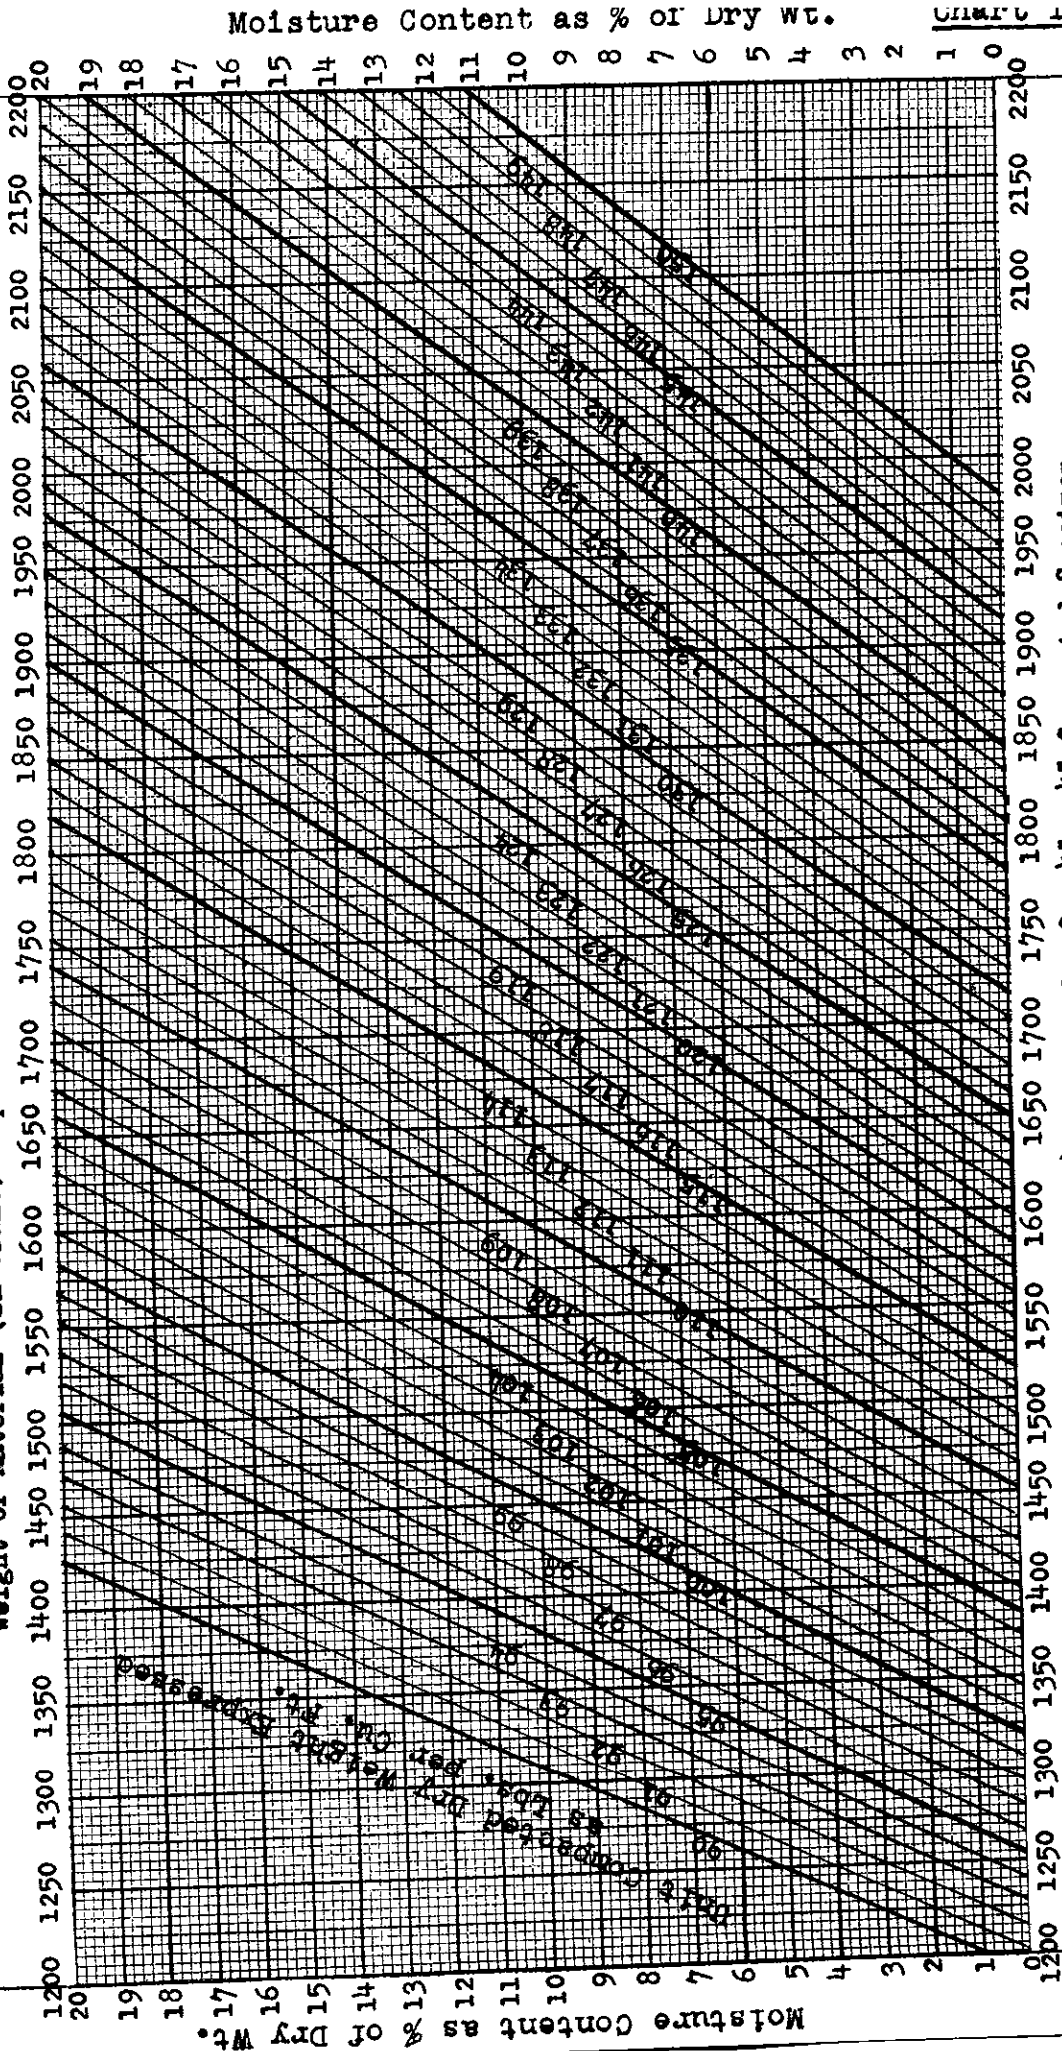 Moisture Content as % of Dry Wt.
Chart
20 19 18 17 16 15 14 13 12 11 10 9 8 7 6 5 4 3 2 1 0
1200 1250 1300 1350 1400 1450 1500 1550 1600 1650 1700 1750 1800 1850 1900 1950 2000 2050 2100 2150 2200
Unit Compacted Dry Weight Expressed
as Lbs. per Cu. Ft.
90 91 92 93 94
95 96 97 98 99
100 101 102 103 104
105 106 107 108 109
110 111 112 113 114
115 116 117 118 119
120 121 122 123 124
125 126 127 128 129
130 131 132 133 134
135 136 137 138 139
140 141 142 143 144
145 146 147 148 149
150
1200 1250 1300 1350 1400 1450 1500 1550 1600 1650 1700 1750 1800 1850 1900 1950 2000 2050 2100 2150 2200
20 19 18 17 16 15 14 13 12 11 10 9 8 7 6 5 4 3 2 1 0
Moisture Content as % of Dry Wt.